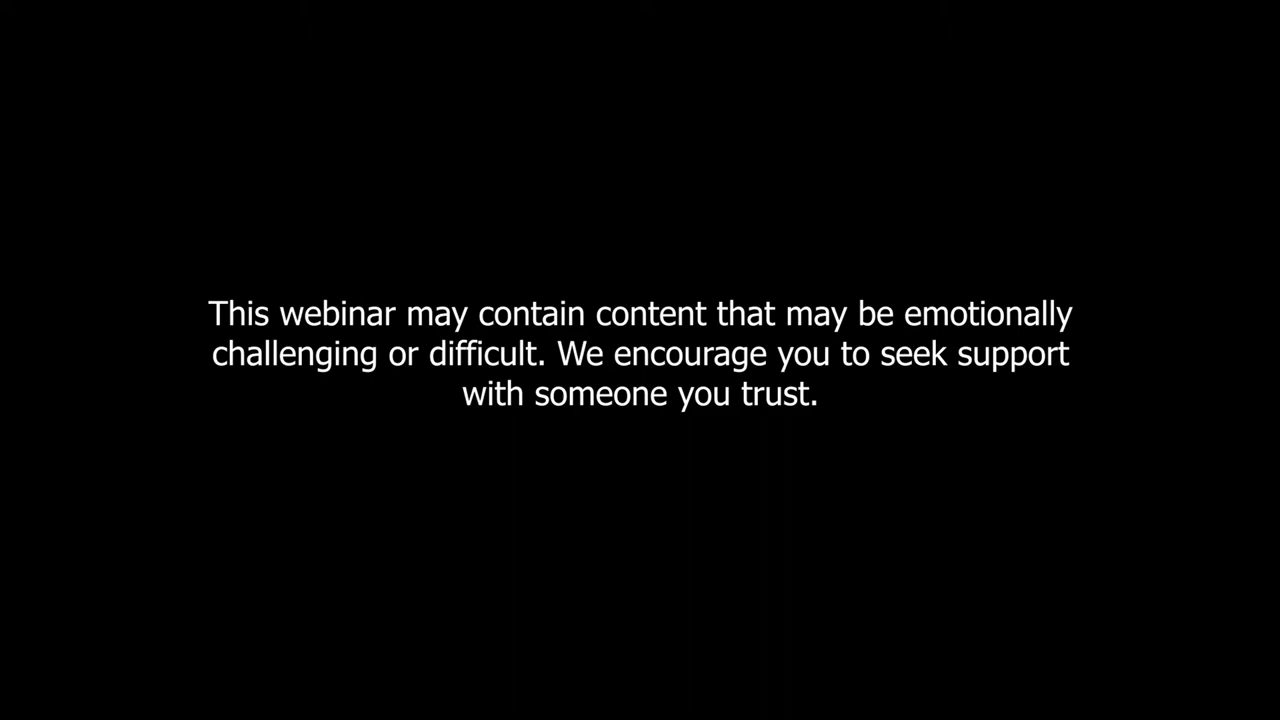 This webinar may contain content that may be emotionally
challenging or difficult. We encourage you to seek support
with someone you trust.